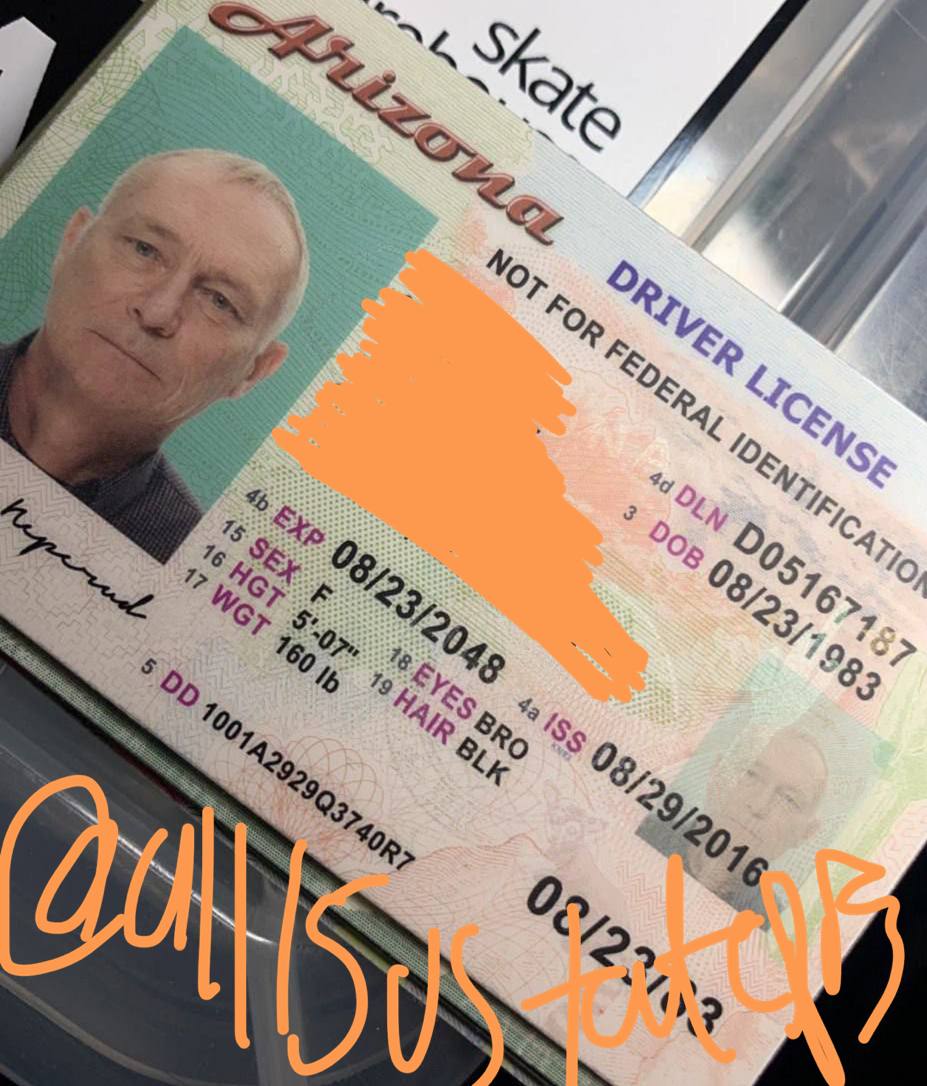 skate
Arizona
DRIVER LICENSE
NOT FOR FEDERAL IDENTIFICATION
4d DLN D05167187
3 DOB 08/23/1983
4b EXP 08/23/2048
15 SEX F
16 HGT 5'-07"
17 WGT 160 lb
18 EYES BRO
19 HAIR BLK
4a ISS 08/29/2016
5 DD 1001A2929Q3740R7
08/23/83